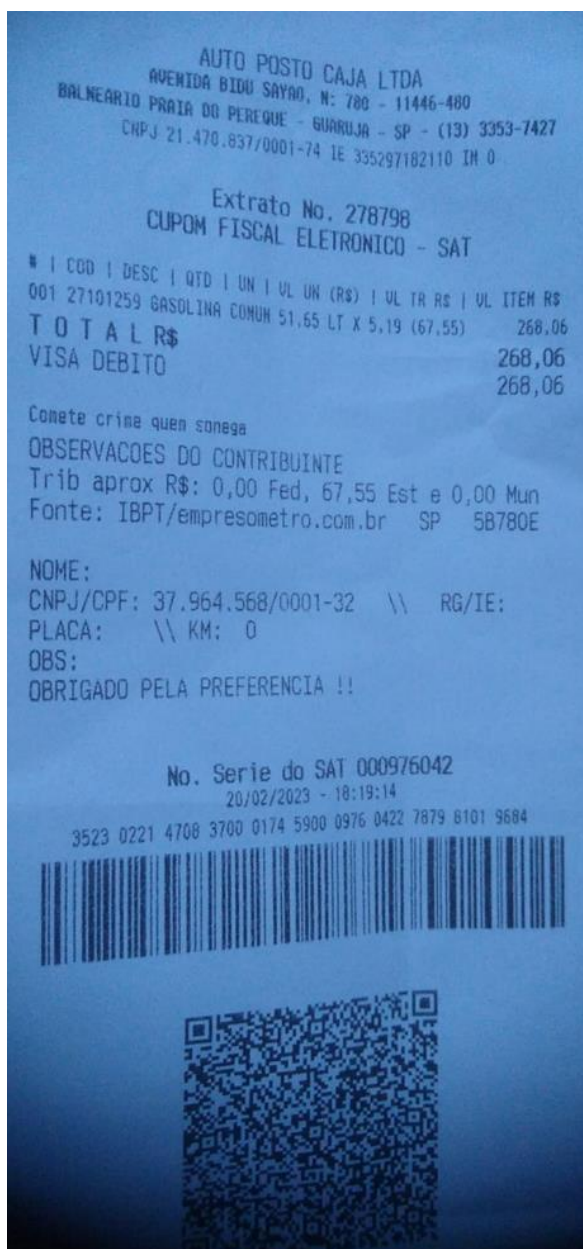 AUTO POSTO CAJA LTDA
AVENIDA BIDU SAYAO, N: 780 - 11446-480
BALNEARIO PRAIA DO PEREQUE - GUARUJA - SP - (13) 3353-7427
CNPJ 21.470.837/0001-74 IE 335297182110 IM 0
Extrato No. 278798
CUPOM FISCAL ELETRONICO - SAT
# | COD | DESC | QTD | UN | VL UN (R$) | VL TR R$ | VL ITEM R$
001 27101259 GASOLINA COMUN 51,65 LT X 5,19 (67,55) 268,06
T O T A L R$ 268,06
VISA DEBITO 268,06
Comete crime quem sonega
OBSERVACOES DO CONTRIBUINTE
Trib aprox R$: 0,00 Fed, 67,55 Est e 0,00 Mun
Fonte: IBPT/empresometro.com.br SP 5B780E
NOME:
CNPJ/CPF: 37.964.568/0001-32 \\ RG/IE:
PLACA: \\ KM: 0
OBS:
OBRIGADO PELA PREFERENCIA !!
No. Serie do SAT 000976042
20/02/2023 - 18:19:14
3523 0221 4708 3700 0174 5900 0976 0422 7879 8101 9684